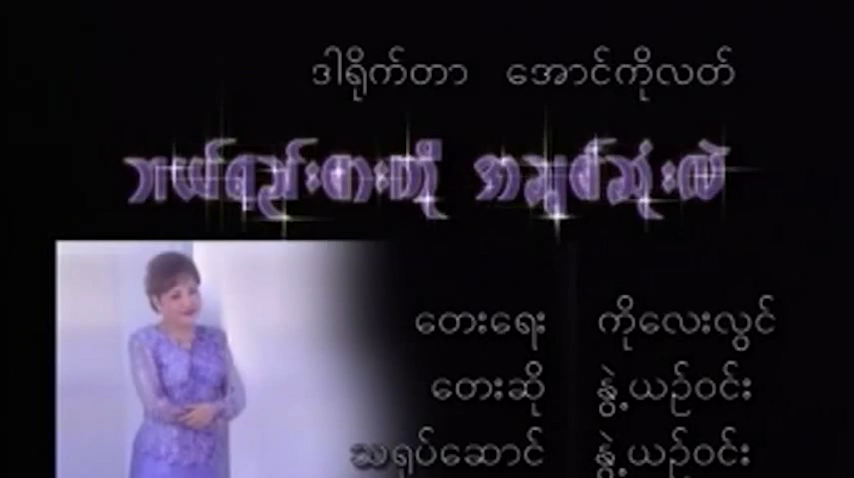 ဒါရိုက်တာ အောင်ကိုလတ်
ဘယ်ရည်းစားကို အချစ်ဆုံးလဲ
တေးရေး ကိုလေးလွင်
တေးဆို နွဲ့ယဉ်ဝင်း
သရုပ်ဆောင် နွဲ့ယဉ်ဝင်း